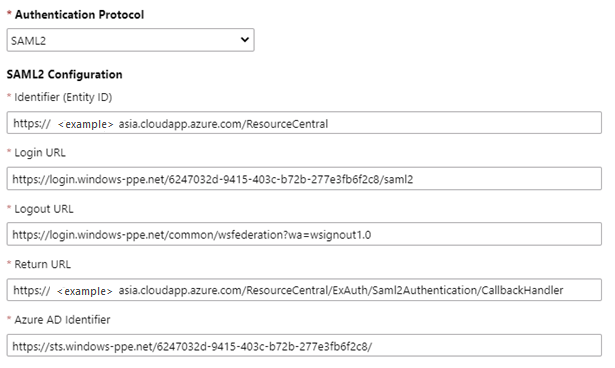 * Authentication Protocol
SAML2
SAML2 Configuration
* Identifier (Entity ID)
https:// <example> asia.cloudapp.azure.com/ResourceCentral
* Login URL
https://login.windows-ppe.net/6247032d-9415-403c-b72b-277e3fb6f2c8/saml2
* Logout URL
https://login.windows-ppe.net/common/wsfederation?wa=wsignout1.0
* Return URL
https:// <example> asia.cloudapp.azure.com/ResourceCentral/ExAuth/Saml2Authentication/CallbackHandler
* Azure AD Identifier
https://sts.windows-ppe.net/6247032d-9415-403c-b72b-277e3fb6f2c8/